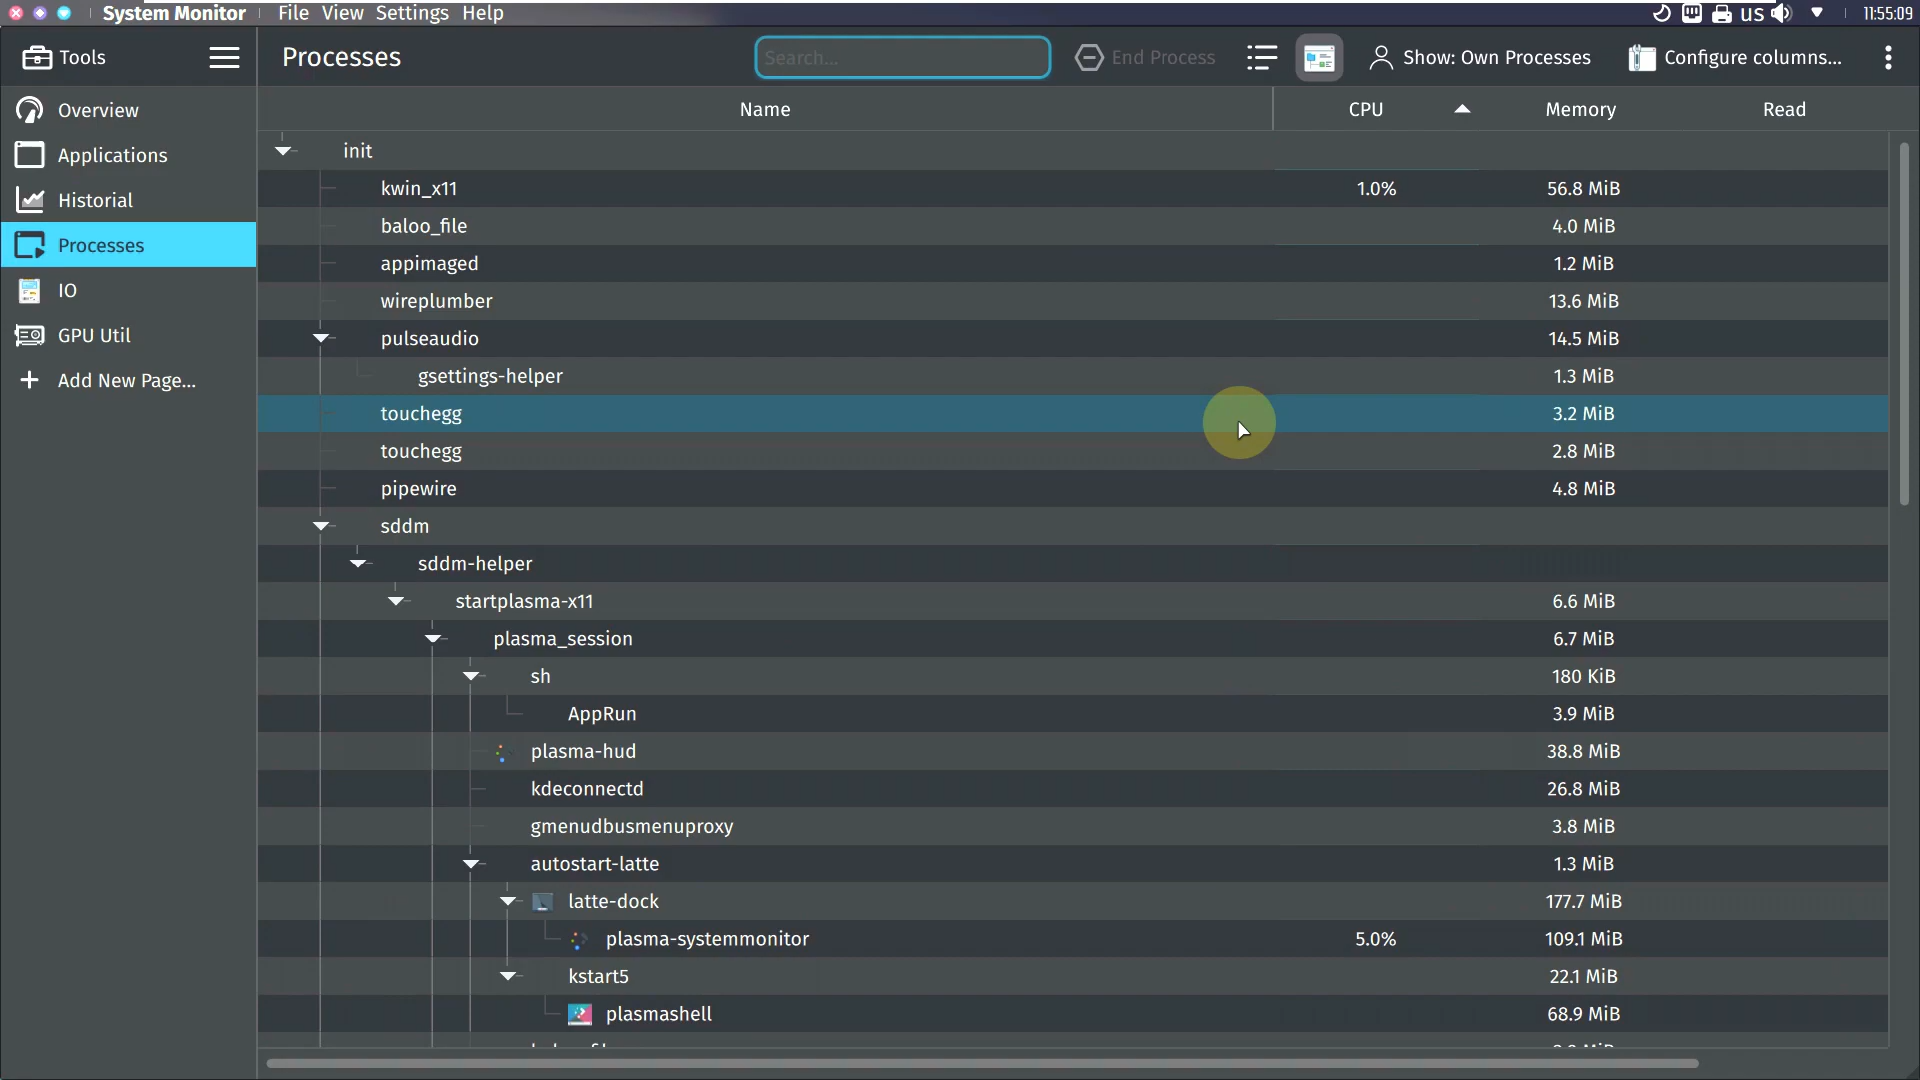 System Monitor File View Settings Help us 11:55:09
Tools Processes Search... End Process Show: Own Processes Configure columns...
Overview
Applications
Historial
Processes
IO
GPU Util
Add New Page...
Name CPU Memory Read
init
kwin_x11 1.0% 56.8 MiB
baloo_file 4.0 MiB
appimaged 1.2 MiB
wireplumber 13.6 MiB
pulseaudio 14.5 MiB
gsettings-helper 1.3 MiB
touchegg 3.2 MiB
touchegg 2.8 MiB
pipewire 4.8 MiB
sddm
sddm-helper
startplasma-x11 6.6 MiB
plasma_session 6.7 MiB
sh 180 KiB
AppRun 3.9 MiB
plasma-hud 38.8 MiB
kdeconnectd 26.8 MiB
gmenudbusmenuproxy 3.8 MiB
autostart-latte 1.3 MiB
latte-dock 177.7 MiB
plasma-systemmonitor 5.0% 109.1 MiB
kstart5 22.1 MiB
plasmashell 68.9 MiB